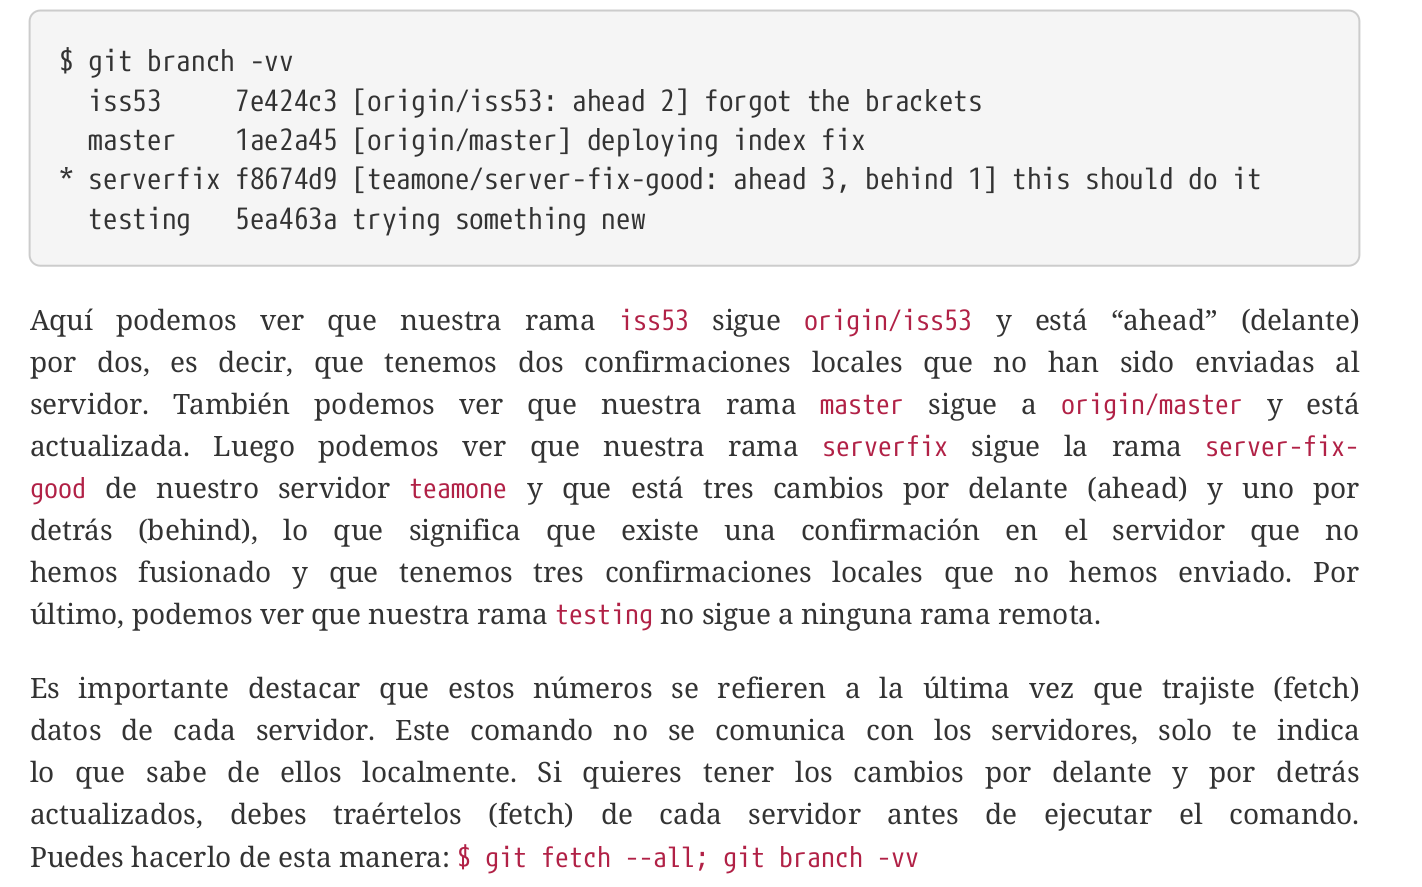 $ git branch -vv
  iss53     7e424c3 [origin/iss53: ahead 2] forgot the brackets
  master    1ae2a45 [origin/master] deploying index fix
* serverfix f8674d9 [teamone/server-fix-good: ahead 3, behind 1] this should do it
  testing   5ea463a trying something new
Aquí podemos ver que nuestra rama iss53 sigue origin/iss53 y está “ahead” (delante)
por dos, es decir, que tenemos dos confirmaciones locales que no han sido enviadas al
servidor. También podemos ver que nuestra rama master sigue a origin/master y está
actualizada. Luego podemos ver que nuestra rama serverfix sigue la rama server-fix-
good de nuestro servidor teamone y que está tres cambios por delante (ahead) y uno por
detrás (behind), lo que significa que existe una confirmación en el servidor que no
hemos fusionado y que tenemos tres confirmaciones locales que no hemos enviado. Por
último, podemos ver que nuestra rama testing no sigue a ninguna rama remota.
Es importante destacar que estos números se refieren a la última vez que trajiste (fetch)
datos de cada servidor. Este comando no se comunica con los servidores, solo te indica
lo que sabe de ellos localmente. Si quieres tener los cambios por delante y por detrás
actualizados, debes traértelos (fetch) de cada servidor antes de ejecutar el comando.
Puedes hacerlo de esta manera: $ git fetch --all; git branch -vv